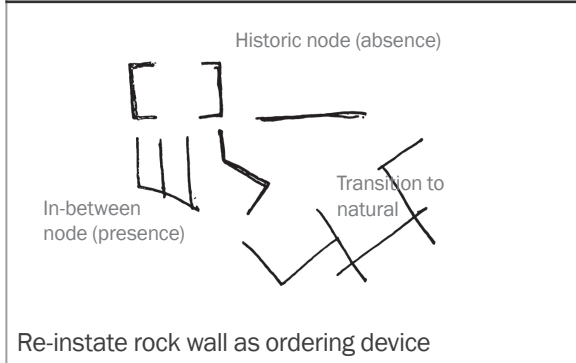 Historic node (absence)
Transition to
natural
In-between
node (presence)
Re-instate rock wall as ordering device